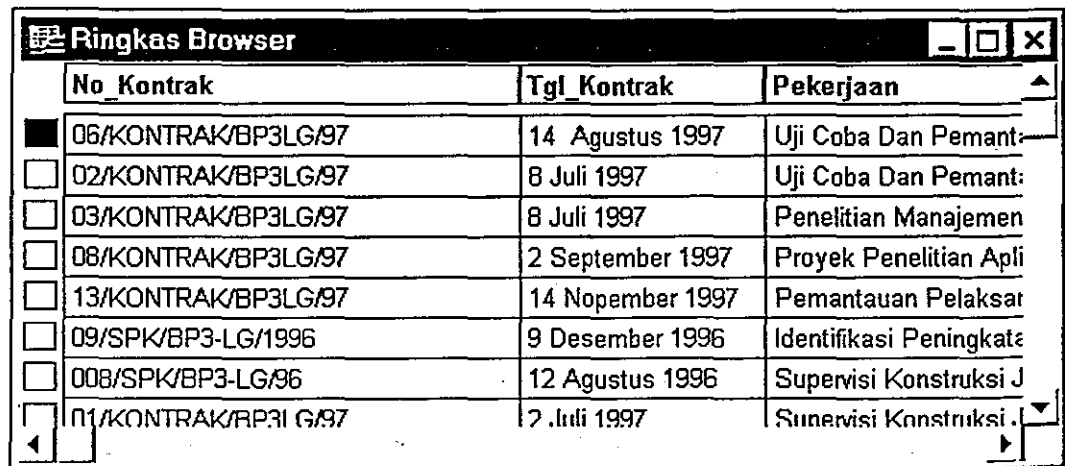 Ringkas Browser
No_Kontrak Tgl_Kontrak Pekerjaan
06/KONTRAK/BP3LG/97 14 Agustus 1997 Uji Coba Dan Pemanta
02/KONTRAK/BP3LG/97 8 Juli 1997 Uji Coba Dan Pemanta
03/KONTRAK/BP3LG/97 8 Juli 1997 Penelitian Manajemen
08/KONTRAK/BP3LG/97 2 September 1997 Proyek Penelitian Apli
13/KONTRAK/BP3LG/97 14 Nopember 1997 Pemantauan Pelaksan
09/SPK/BP3-LG/1996 9 Desember 1996 Identifikasi Peningkata
008/SPK/BP3-LG/96 12 Agustus 1996 Supervisi Konstruksi J
01/KONTRAK/BP3LG/97 2 Juli 1997 Supervisi Konstruksi J